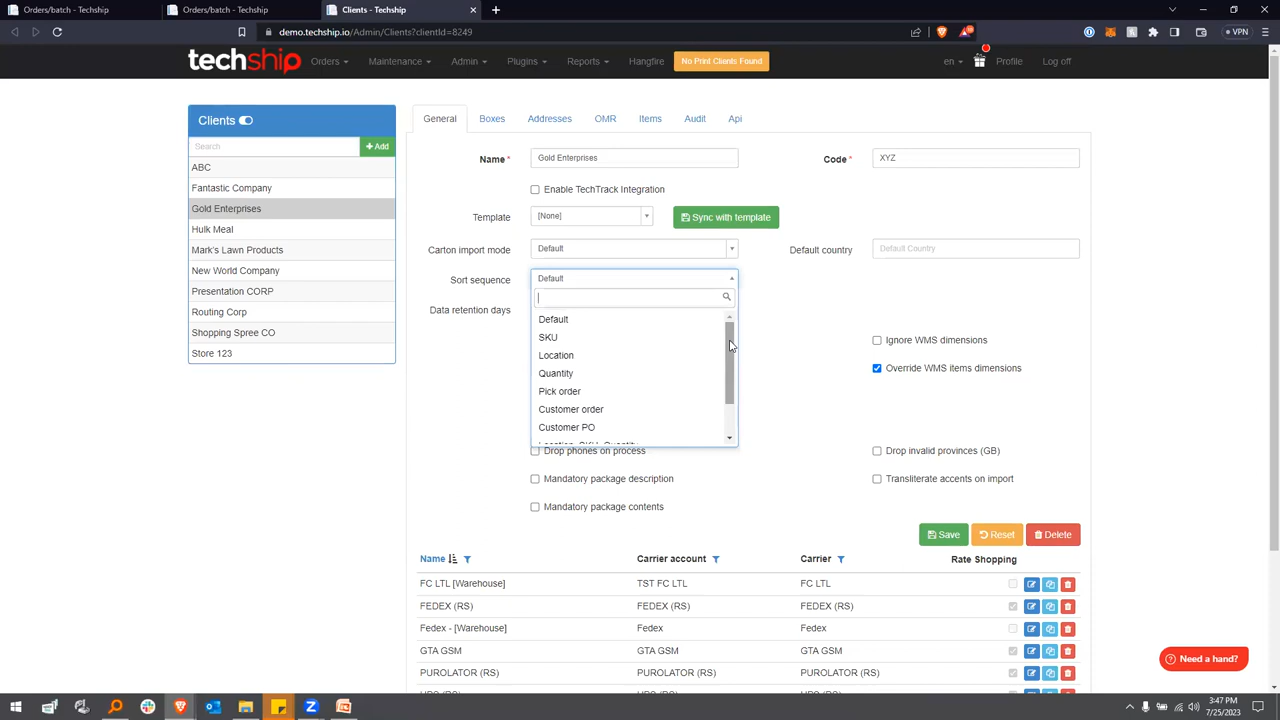 Orders/batch - Techship
Orders/batch - Techship
Clients - Techship
demo.techship.io/Admin/Clients?clientId=8249
VPN
techship
Orders
Maintenance
Admin
Plugins
Reports
Hangfire
No Print Clients Found
en
Profile
Log off
Clients
Search
Add
ABC
Fantastic Company
Gold Enterprises
Hulk Meal
Mark's Lawn Products
New World Company
Presentation CORP
Routing Corp
Shopping Spree CO
Store 123
General
Boxes
Addresses
OMR
Items
Audit
Api
Name*
Gold Enterprises
Code*
XYZ
Enable TechTrack Integration
Template
[None]
Sync with template
Carton import mode
Default
Default country
Default Country
Sort sequence
Default
Default
SKU
Location
Quantity
Pick order
Customer order
Customer PO
Location, SKU, Quantity
Data retention days
Ignore WMS dimensions
Override WMS items dimensions
Drop phones on process
Drop invalid provinces (GB)
Mandatory package description
Transliterate accents on import
Mandatory package contents
Save
Reset
Delete
Name
Carrier account
Carrier
Rate Shopping
FC LTL [Warehouse]
TST FC LTL
FC LTL
FEDEX (RS)
FEDEX (RS)
FEDEX (RS)
Fedex - [Warehouse]
Fedex
Fedex
GTA GSM
GTA GSM
GTA GSM
PUROLATOR (RS)
PUROLATOR (RS)
PUROLATOR (RS)
Need a hand?
3:47 PM
7/25/2023